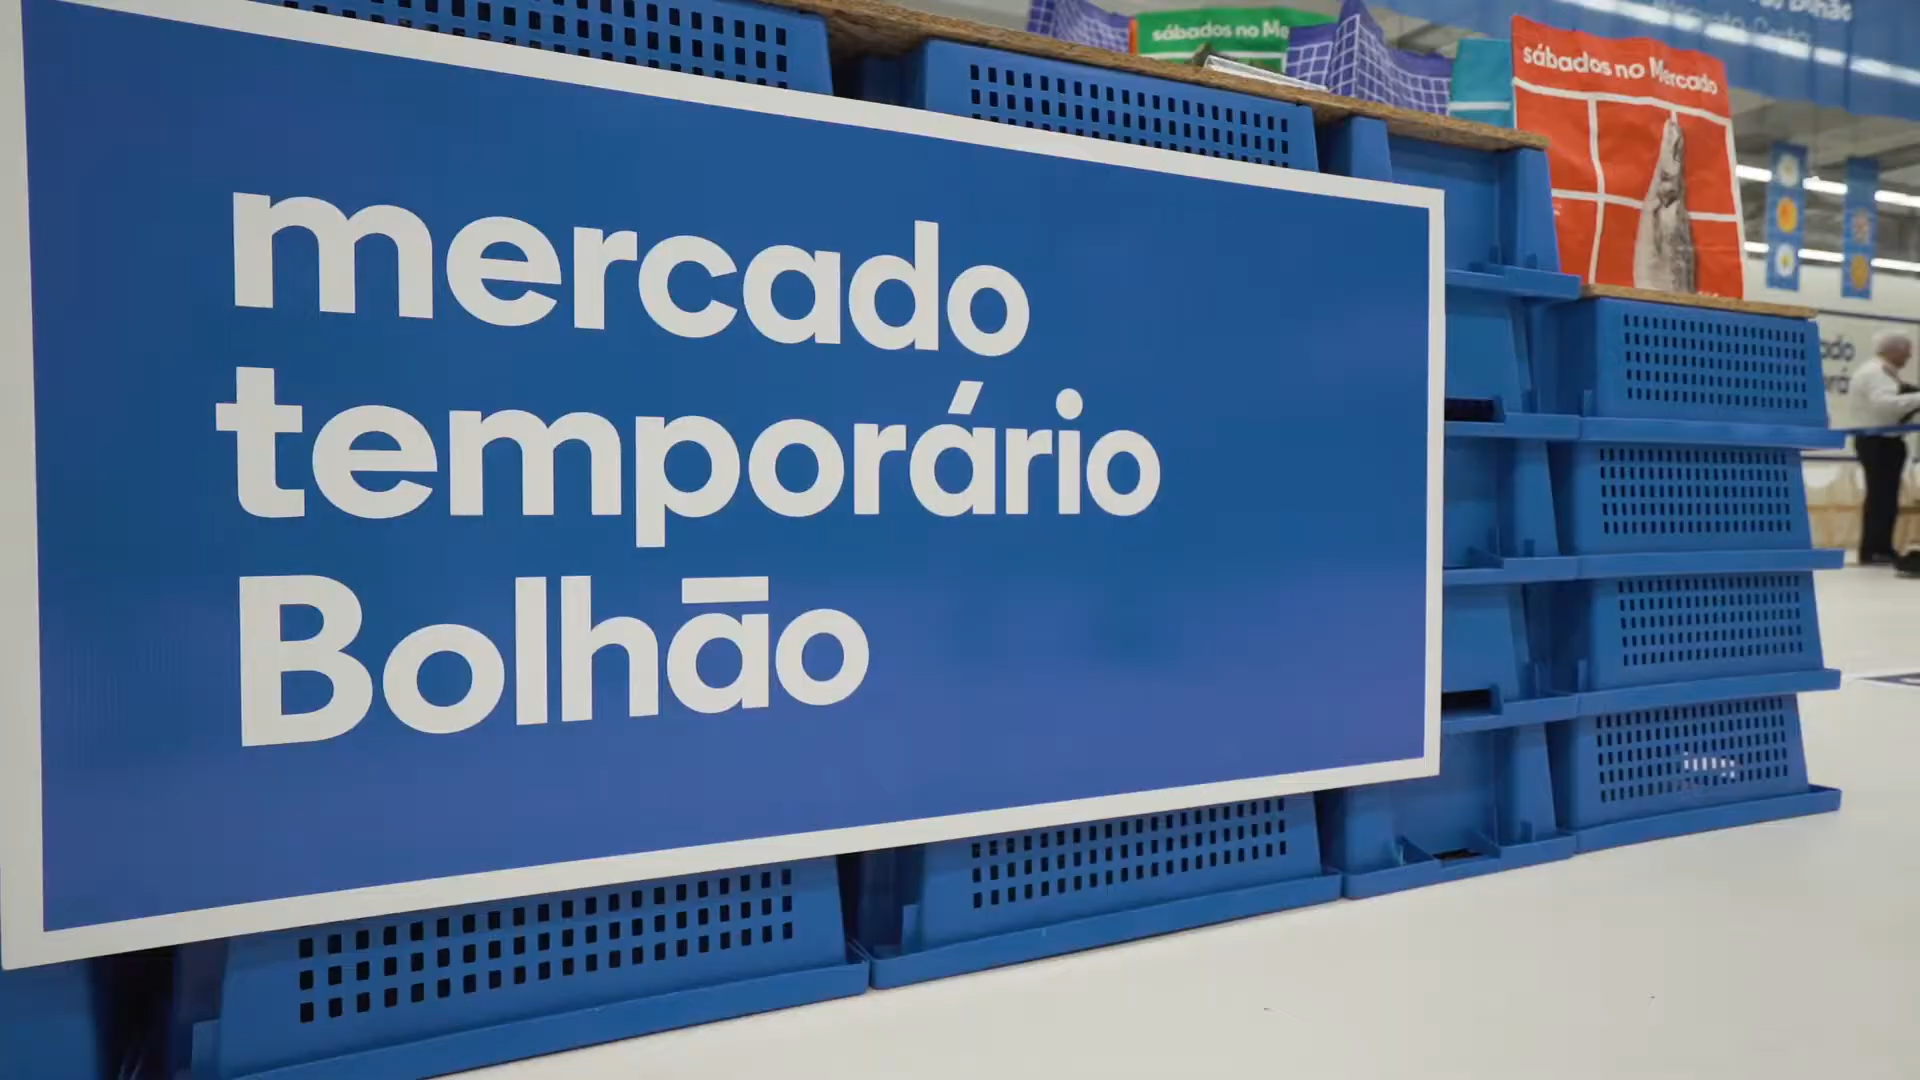 mercado
temporário
Bolhão
sábados no Me
sábados no Mercado